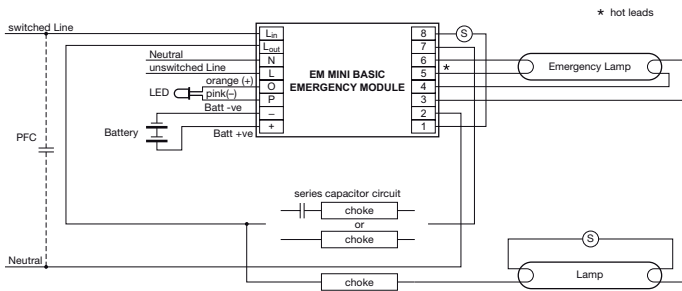 * hot leads
switched Line
Lin
Lout
Neutral
N
unswitched Line
L
LED
orange (+)
O
pink(–)
P
Batt -ve
–
Battery
Batt +ve
+
EM MINI BASIC
EMERGENCY MODULE
8
7
6
5
4
3
2
1
S
*
Emergency Lamp
PFC
series capacitor circuit
choke
or
choke
Neutral
choke
S
Lamp